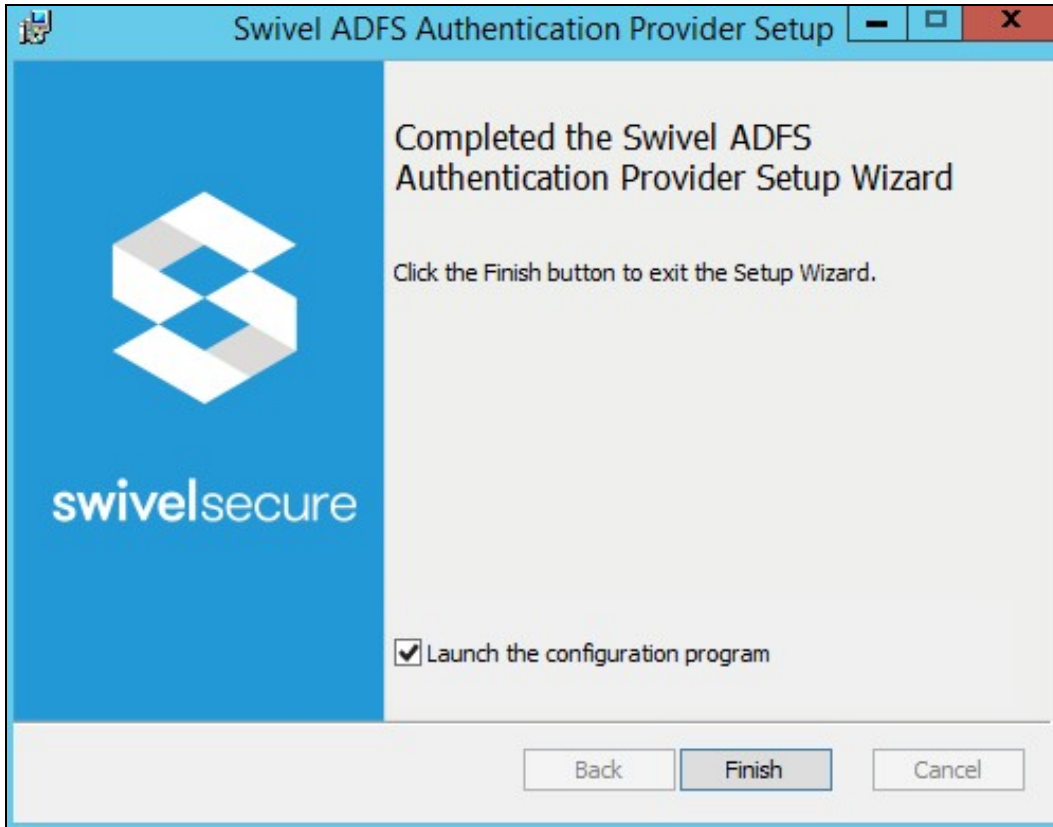 Swivel ADFS Authentication Provider Setup
Completed the Swivel ADFS
Authentication Provider Setup Wizard
Click the Finish button to exit the Setup Wizard.
swivelsecure
Launch the configuration program
Back
Finish
Cancel